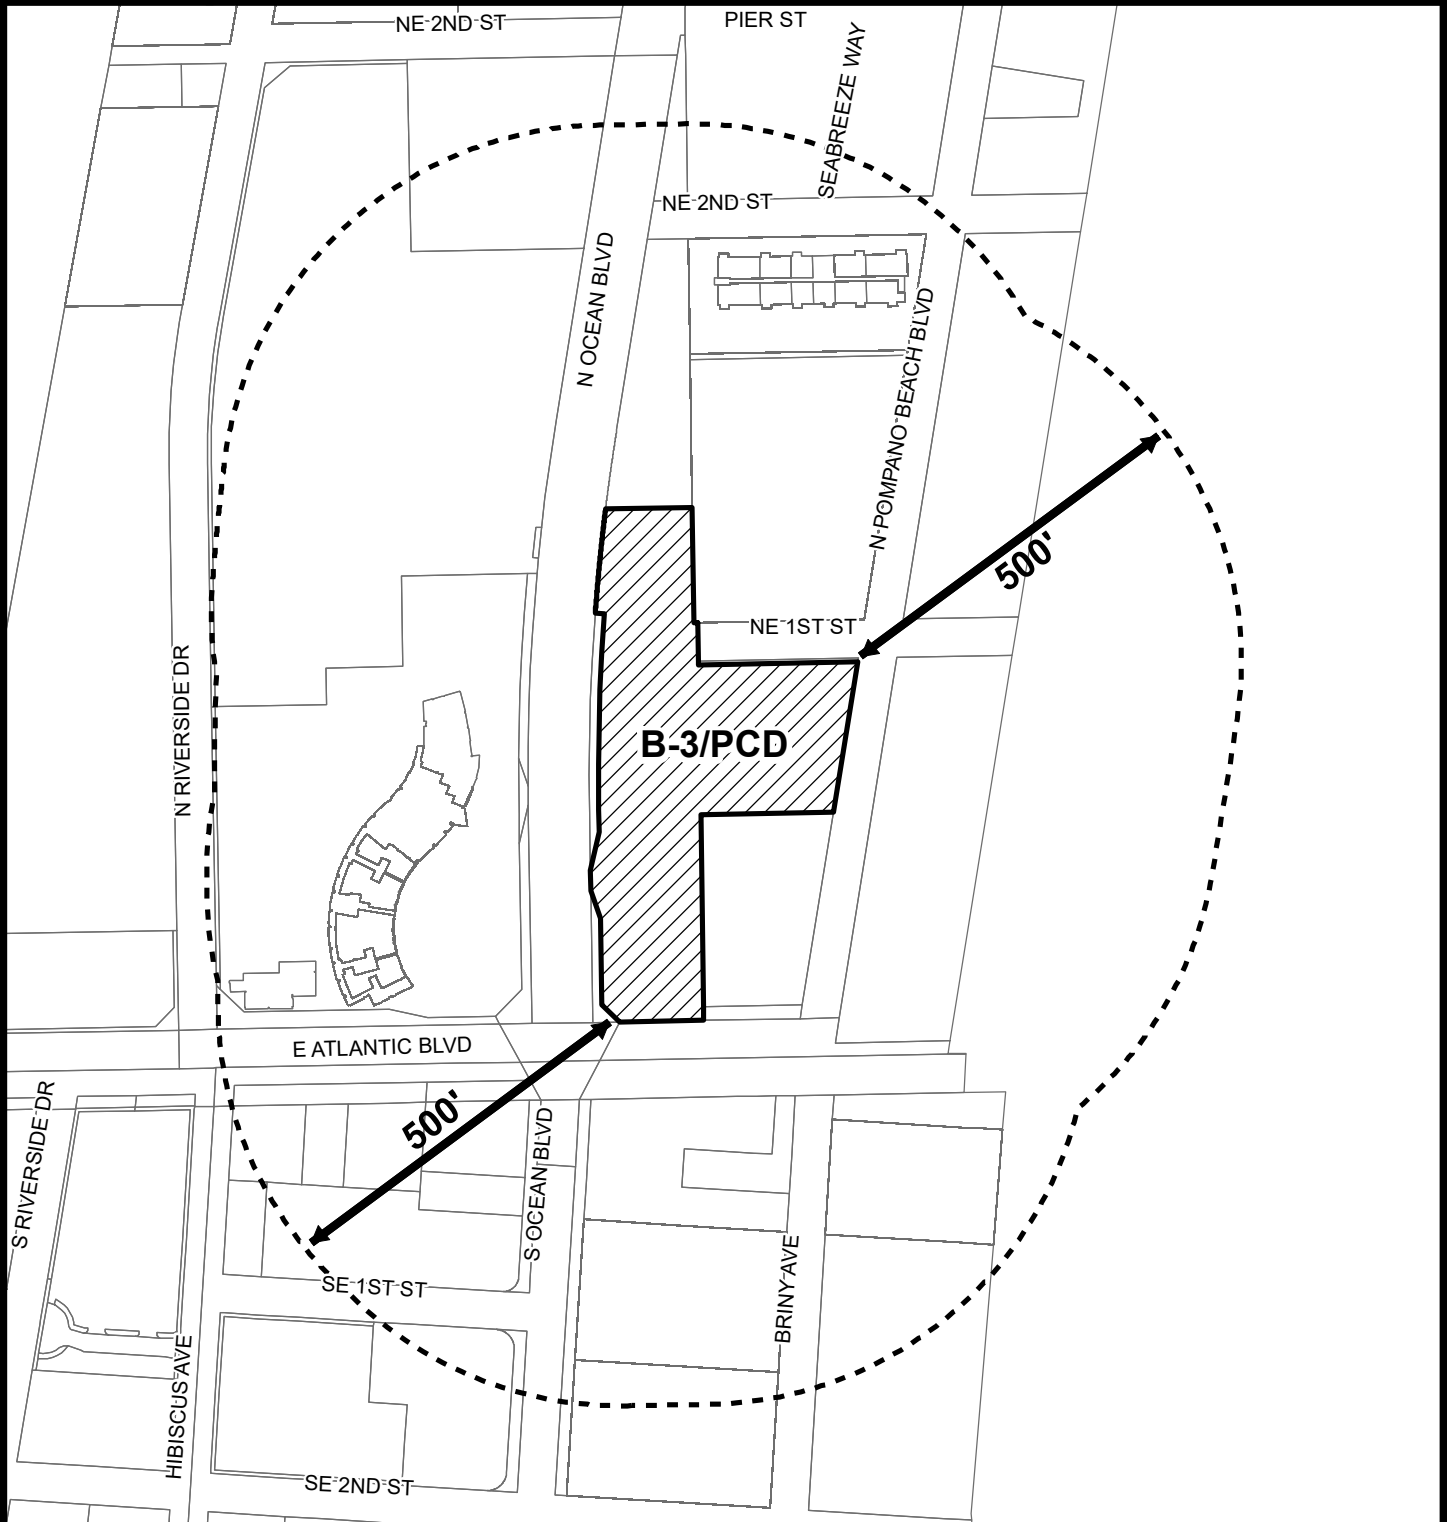 PIER ST
NE 2ND ST
SEABREEZE WAY
NE 2ND ST
N OCEAN BLVD
N POMPANO BEACH BLVD
500'
NE 1ST ST
N RIVERSIDE DR
B-3/PCD
E ATLANTIC BLVD
500'
S RIVERSIDE DR
S OCEAN BLVD
SE 1ST ST
BRINY AVE
HIBISCUS AVE
SE 2ND ST